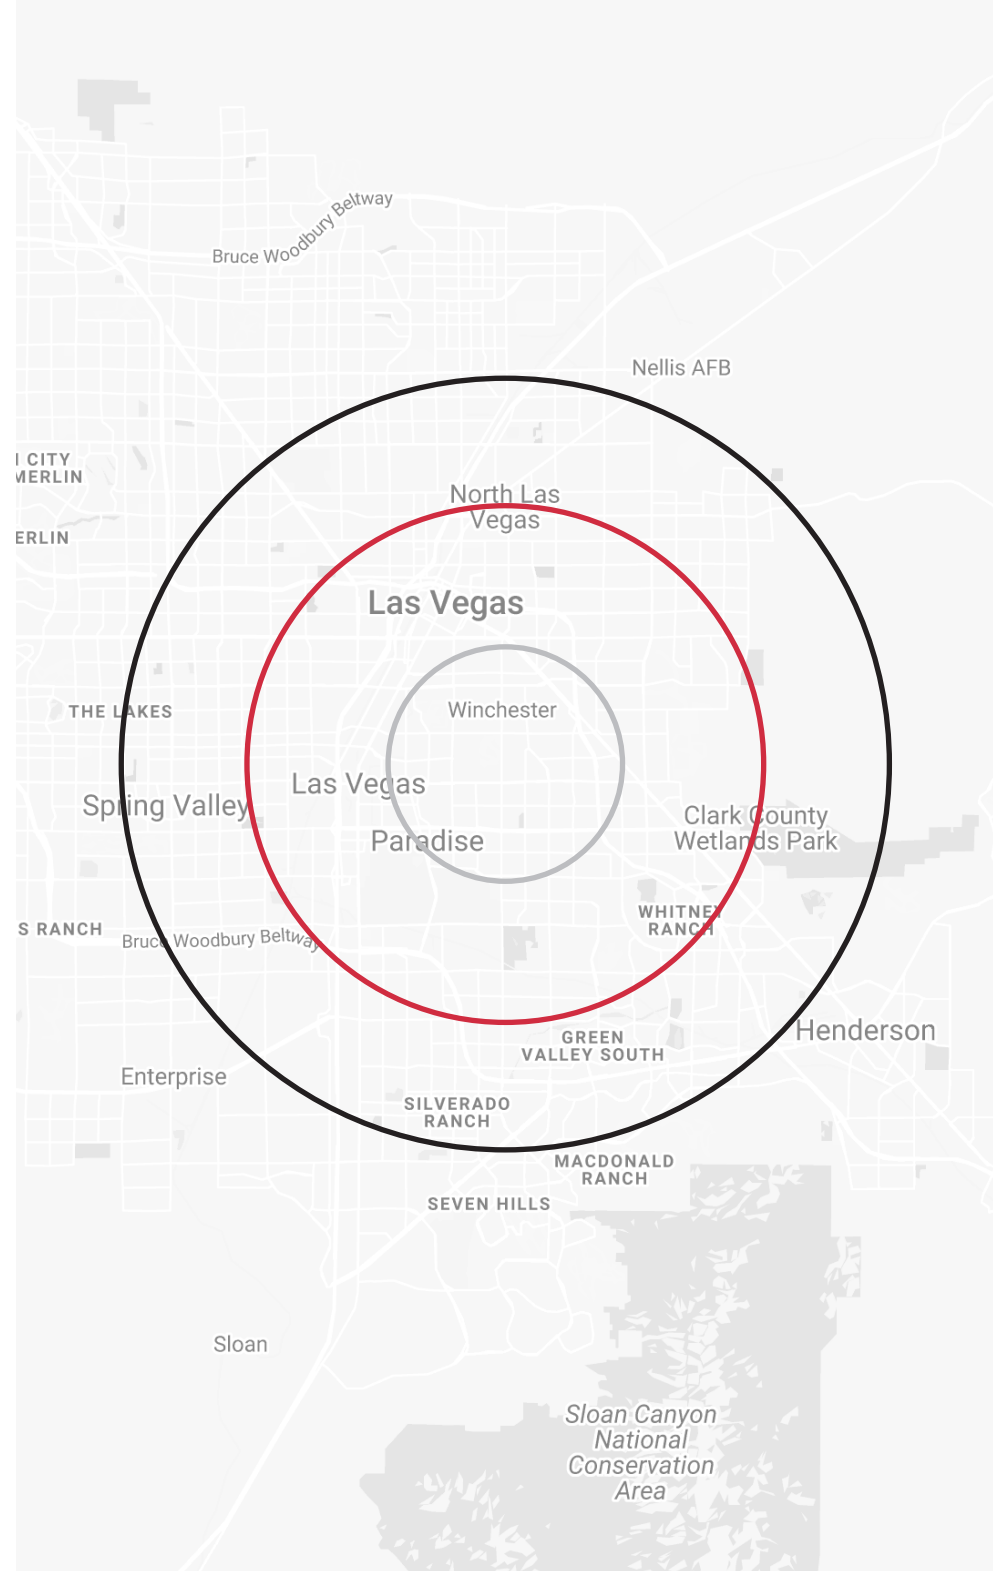 Bruce Woodbury Beltway
Nellis AFB
CITY
MERLIN
North Las
Vegas
ERLIN
Las Vegas
Winchester
THE LAKES
Las Vegas
Spring Valley
Clark County
Wetlands Park
Paradise
WHITNEY
RANCH
S RANCH
Bruce Woodbury Beltway
Henderson
GREEN
VALLEY SOUTH
Enterprise
SILVERADO
RANCH
MACDONALD
RANCH
SEVEN HILLS
Sloan
Sloan Canyon
National
Conservation
Area